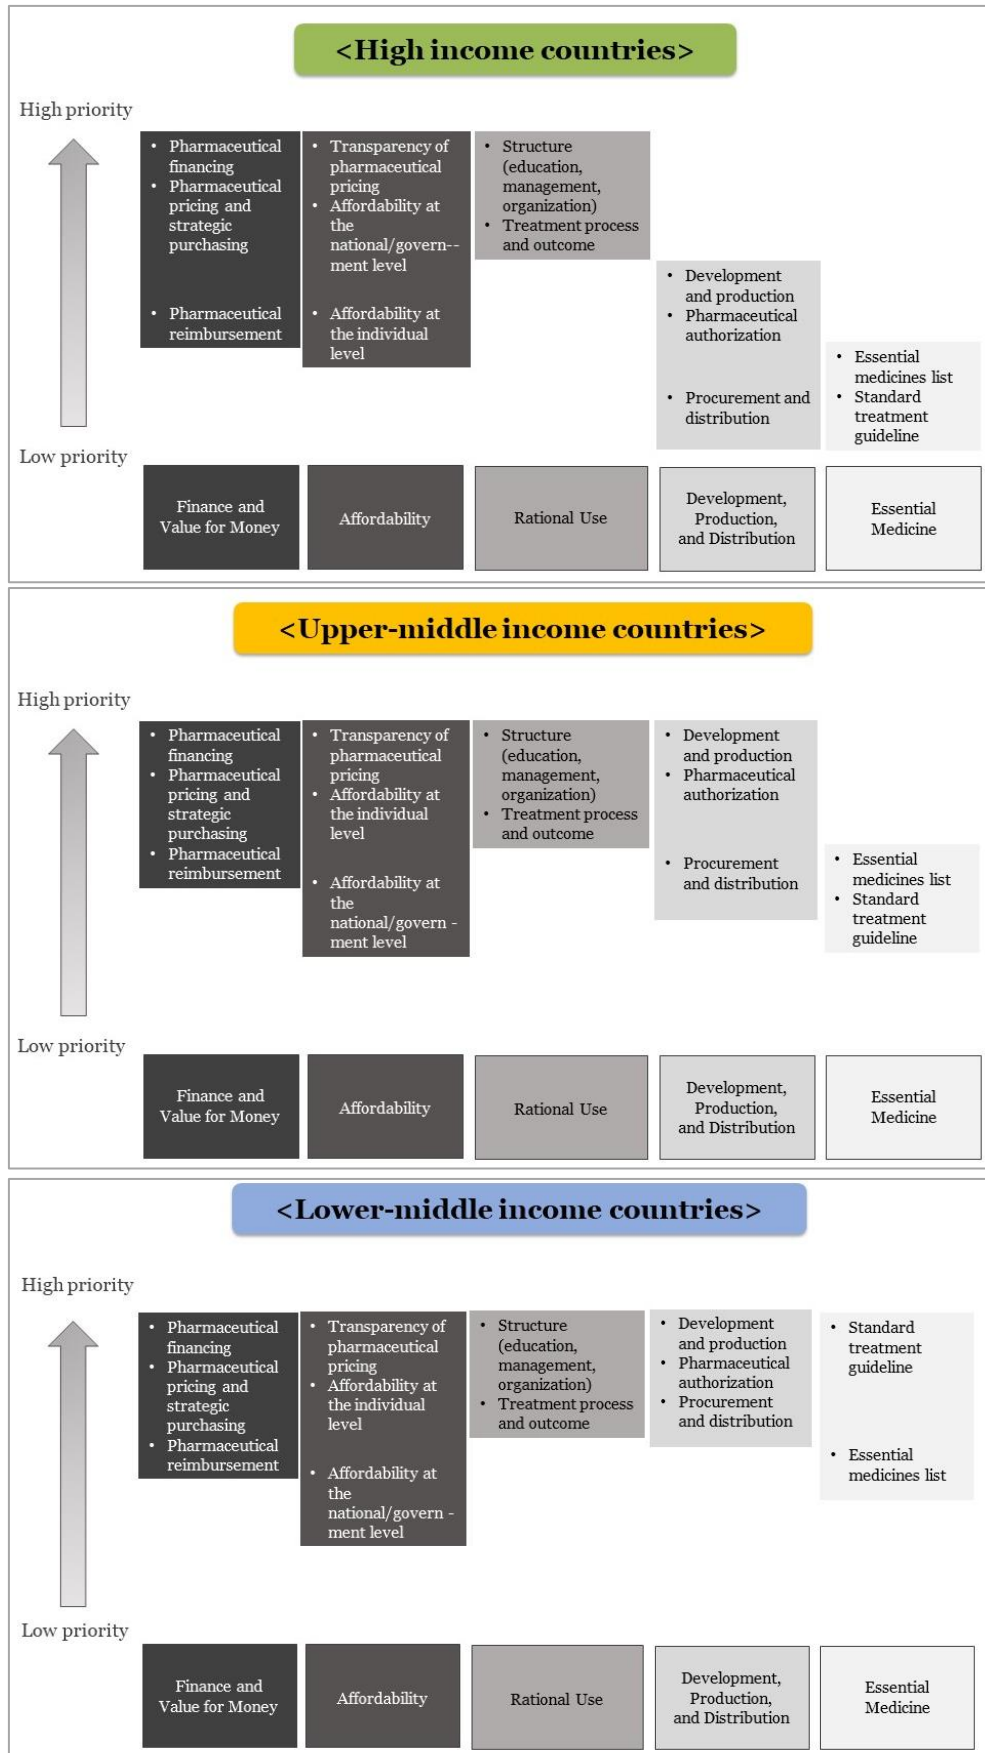 <High income countries>
High priority
• Pharmaceutical
financing
• Pharmaceutical
pricing and
strategic
purchasing
• Pharmaceutical
reimbursement
• Transparency of
pharmaceutical
pricing
• Affordability at
the
national/govern--
ment level
• Affordability at
the individual
level
• Structure
(education,
management,
organization)
• Treatment process
and outcome
• Development
and production
• Pharmaceutical
authorization
• Procurement and
distribution
• Essential
medicines list
• Standard
treatment
guideline
Low priority
Finance and
Value for Money
Affordability
Rational Use
Development,
Production,
and Distribution
Essential
Medicine
<Upper-middle income countries>
High priority
• Pharmaceutical
financing
• Pharmaceutical
pricing and
strategic
purchasing
• Pharmaceutical
reimbursement
• Transparency of
pharmaceutical
pricing
• Affordability at
the individual
level
• Affordability at
the
national/govern -
ment level
• Structure
(education,
management,
organization)
• Treatment process
and outcome
• Development
and production
• Pharmaceutical
authorization
• Procurement
and distribution
• Essential
medicines list
• Standard
treatment
guideline
Low priority
Finance and
Value for Money
Affordability
Rational Use
Development,
Production,
and Distribution
Essential
Medicine
<Lower-middle income countries>
High priority
• Pharmaceutical
financing
• Pharmaceutical
pricing and
strategic
purchasing
• Pharmaceutical
reimbursement
• Transparency of
pharmaceutical
pricing
• Affordability at
the individual
level
• Affordability at
the
national/govern -
ment level
• Structure
(education,
management,
organization)
• Treatment process
and outcome
• Development
and production
• Pharmaceutical
authorization
• Procurement
and distribution
• Standard
treatment
guideline
• Essential
medicines list
Low priority
Finance and
Value for Money
Affordability
Rational Use
Development,
Production,
and Distribution
Essential
Medicine